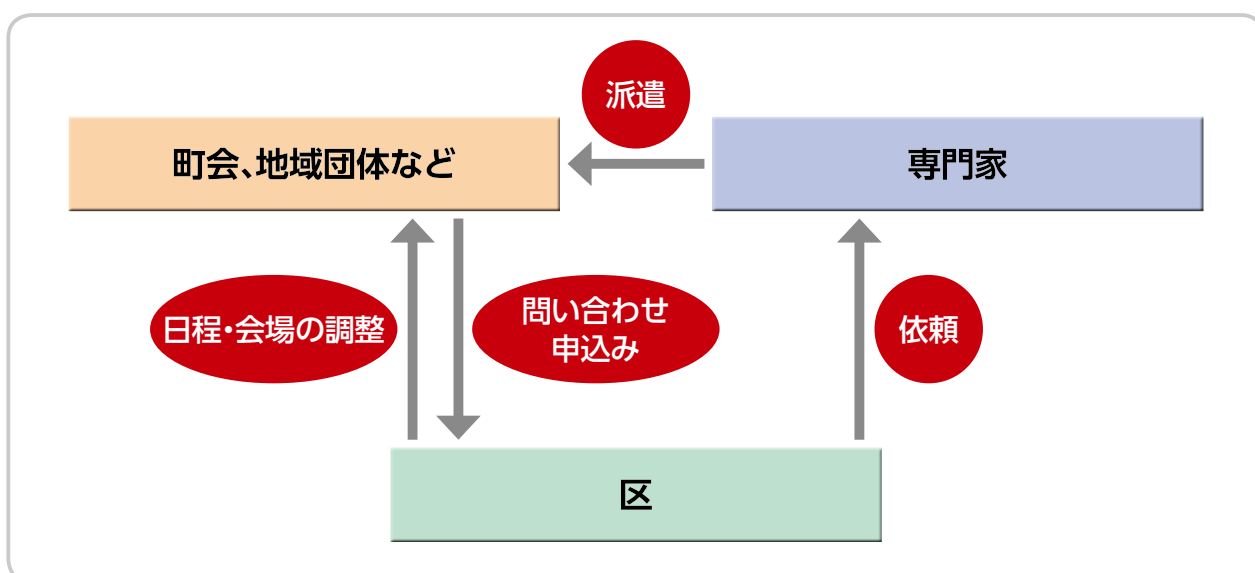 派遣
町会、地域団体など
専門家
日程・会場の調整
問い合わせ
申込み
依頼
区